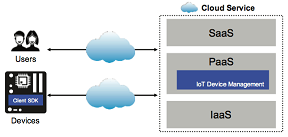 Cloud Service
SaaS
Users
PaaS
IoT Device Management
Client SDK
IaaS
Devices